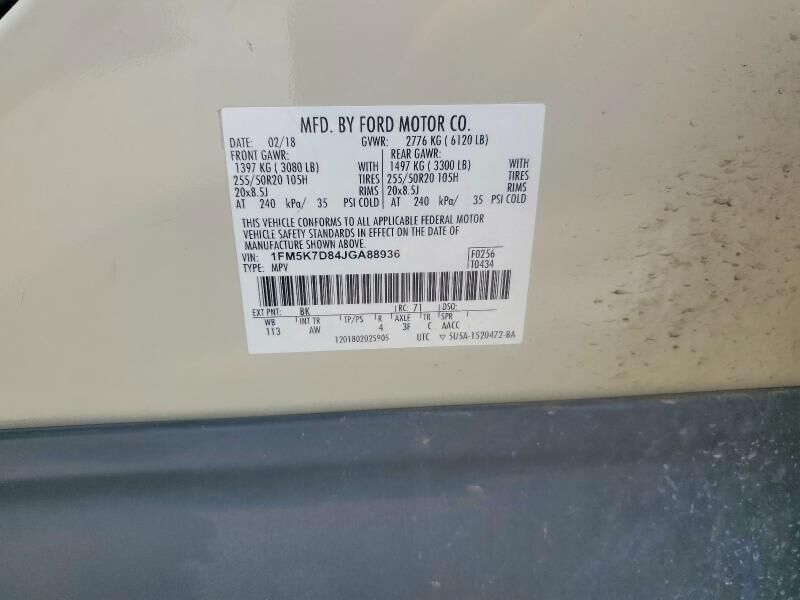 MFD. BY FORD MOTOR CO.
DATE: 02/18 GVWR: 2776 KG ( 6120 LB)
FRONT GAWR: REAR GAWR:
1397 KG ( 3080 LB) WITH 1497 KG ( 3300 LB) WITH
255/50R20 105H TIRES 255/50R20 105H TIRES
20x8.5J RIMS 20x8.5J RIMS
AT 240 kPa/ 35 PSI COLD AT 240 kPa/ 35 PSI COLD
THIS VEHICLE CONFORMS TO ALL APPLICABLE FEDERAL MOTOR
VEHICLE SAFETY STANDARDS IN EFFECT ON THE DATE OF
MANUFACTURE SHOWN ABOVE.
VIN: 1FM5K7D84JGA88936 F0256
TYPE: MPV T0434
EXT PNT: BK RC: 71 DSO:
WB INT TR TP/PS R AXLE TR SPR
113 AW 4 3F C AACC
1201802025905 UTC ▽ 5U5A-1520472-BA